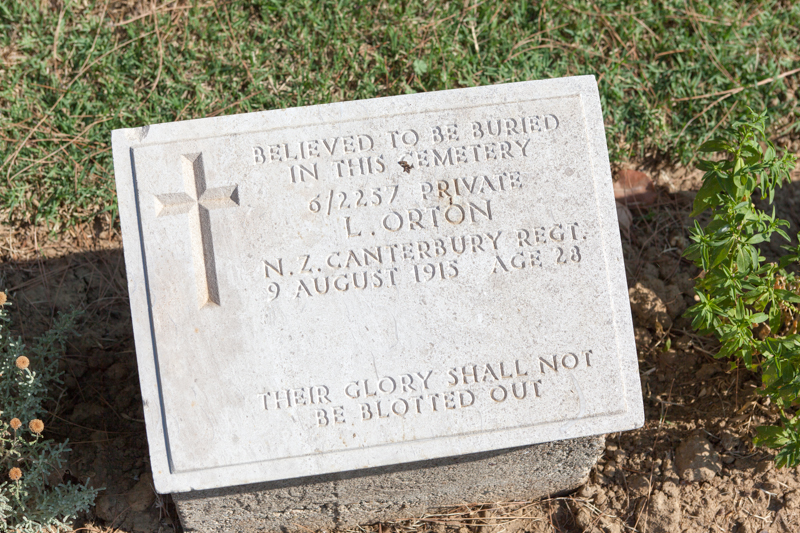 BELIEVED TO BE BURIED
IN THIS CEMETERY
6/2257 PRIVATE
L. ORTON
N.Z. CANTERBURY REGT.
9 AUGUST 1915 AGE 28
THEIR GLORY SHALL NOT
BE BLOTTED OUT